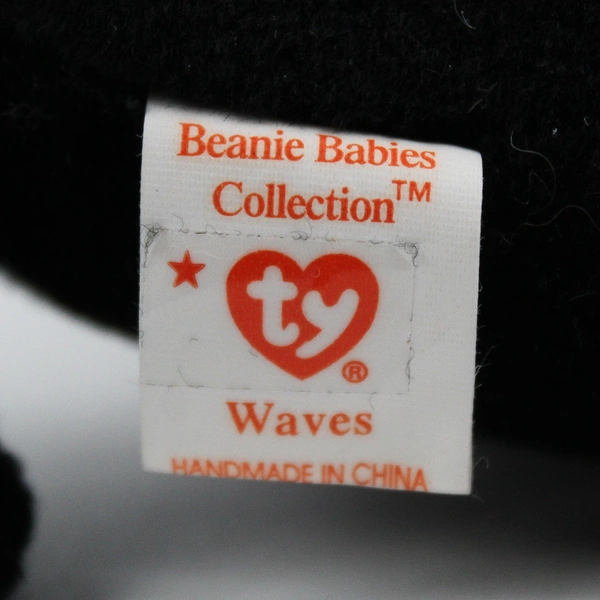 Beanie Babies
Collection™
ty®
Waves
HANDMADE IN CHINA